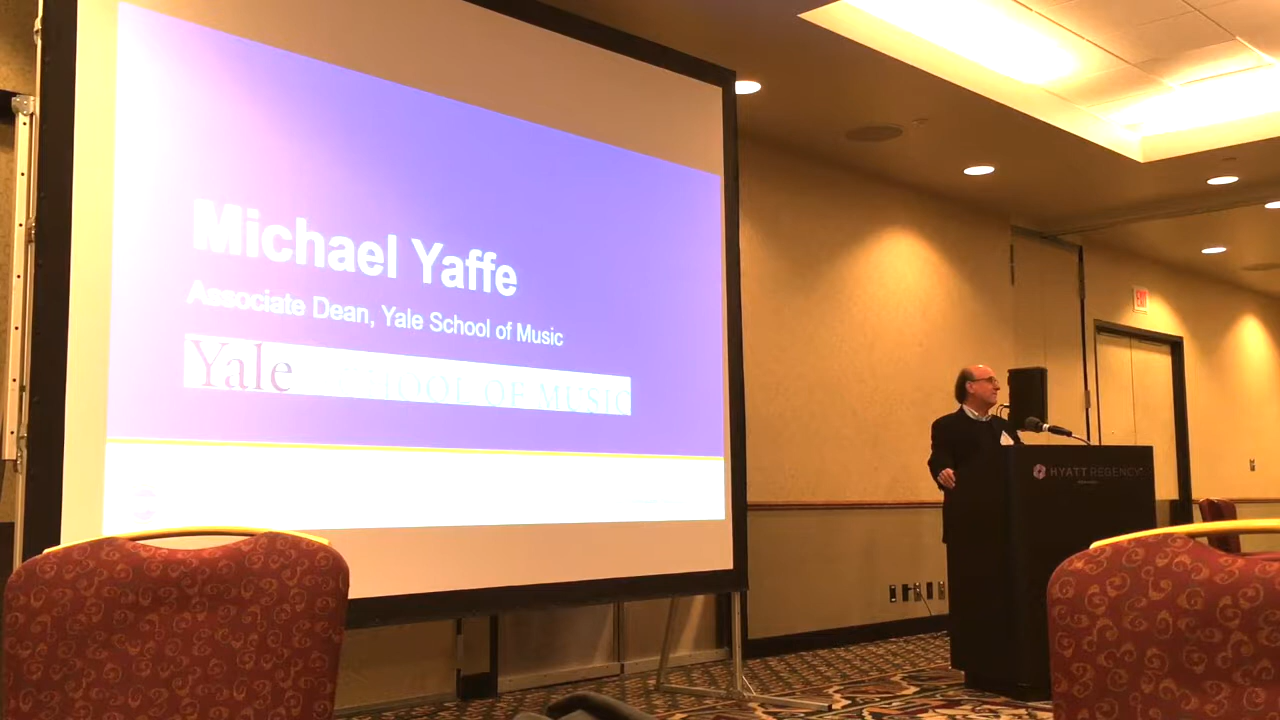 Michael Yaffe
Associate Dean, Yale School of Music
Yale SCHOOL OF MUSIC
EXIT
HYATT REGENCY